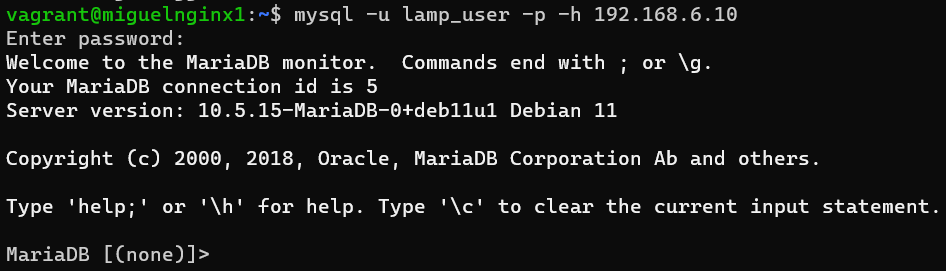 vagrant@miguelnginx1:~$ mysql -u lamp_user -p -h 192.168.6.10
Enter password:
Welcome to the MariaDB monitor.  Commands end with ; or \g.
Your MariaDB connection id is 5
Server version: 10.5.15-MariaDB-0+deb11u1 Debian 11
Copyright (c) 2000, 2018, Oracle, MariaDB Corporation Ab and others.
Type 'help;' or '\h' for help. Type '\c' to clear the current input statement.
MariaDB [(none)]>